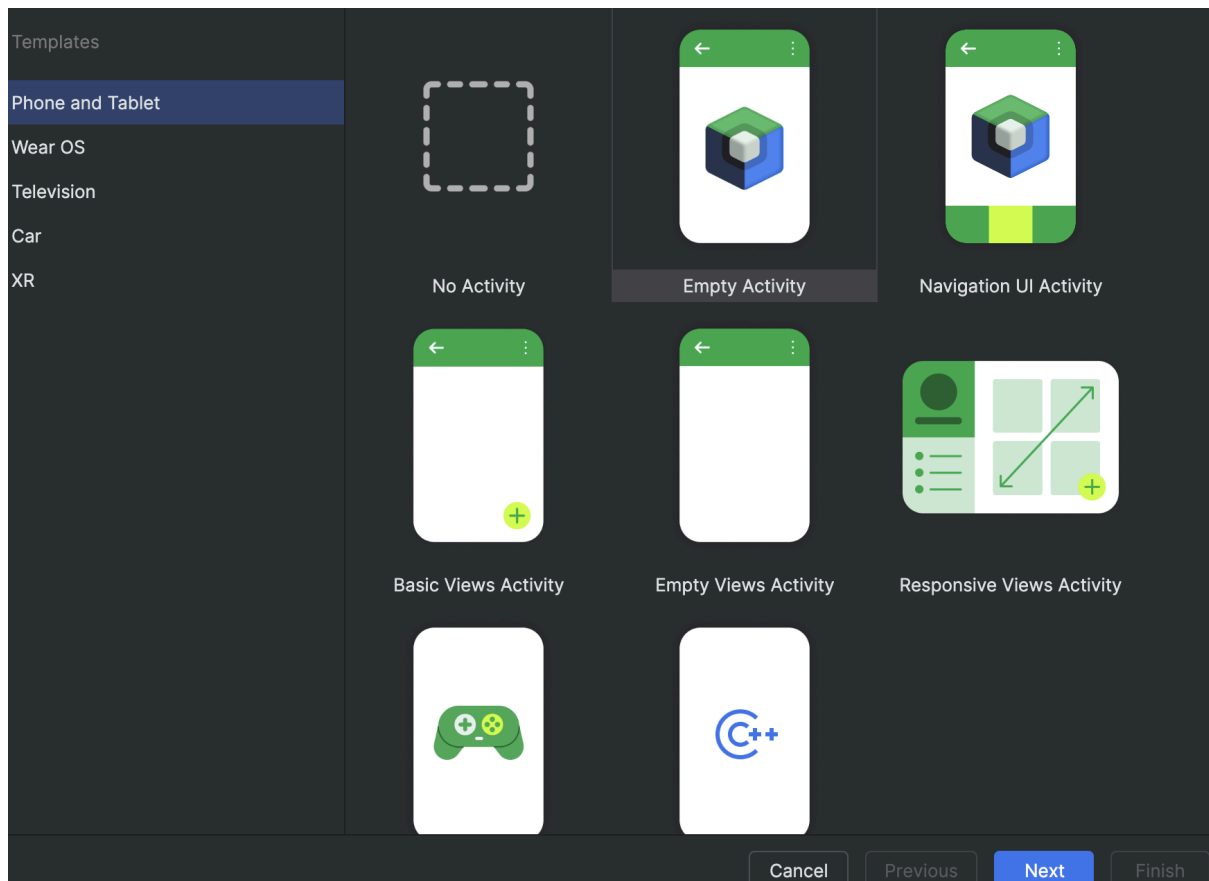 Templates
Phone and Tablet
Wear OS
Television
Car
XR
No Activity
Empty Activity
Navigation UI Activity
Basic Views Activity
Empty Views Activity
Responsive Views Activity
C++
Cancel
Previous
Next
Finish